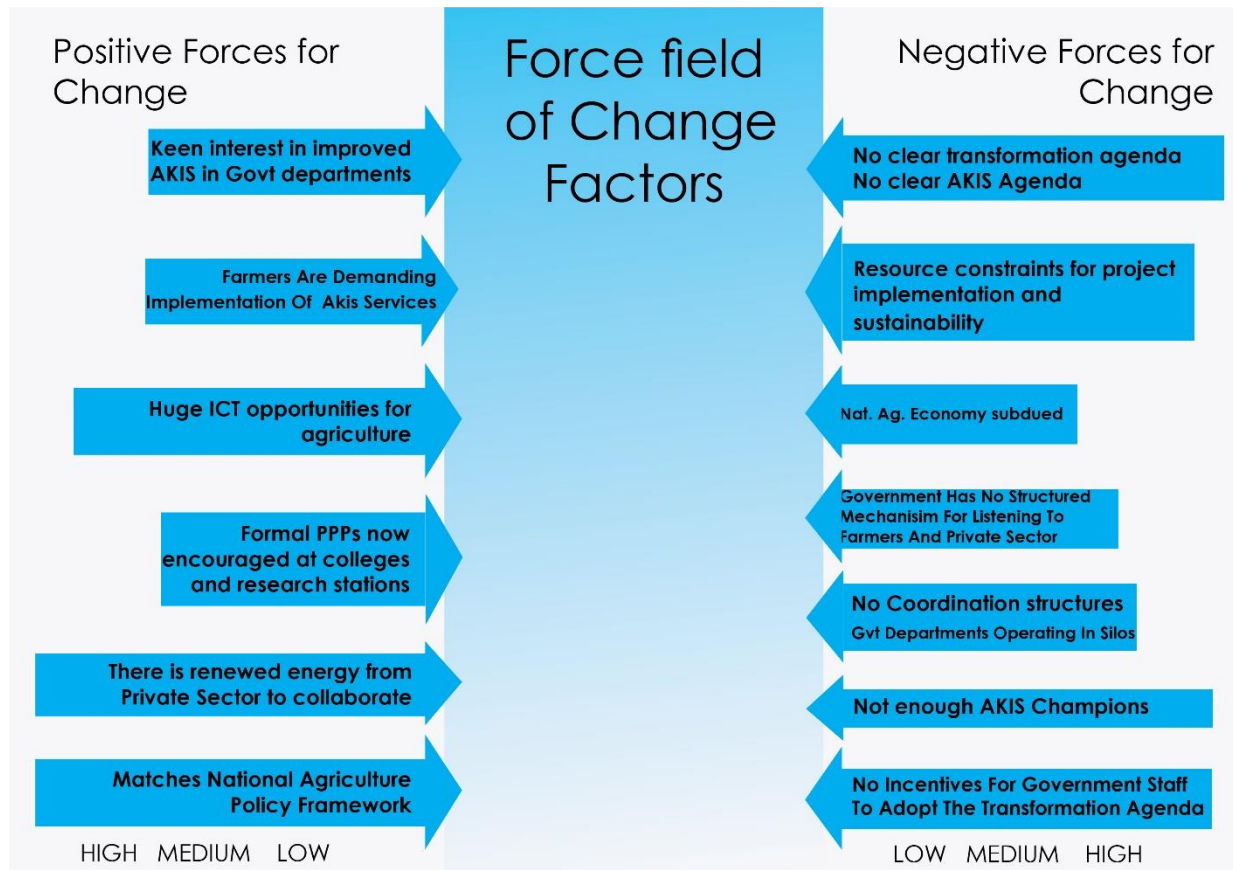 Positive Forces for
Change
Keen interest in improved
AKIS in Govt departments
Farmers Are Demanding
Implementation Of Akis Services
Huge ICT opportunities for
agriculture
Formal PPPs now
encouraged at colleges
and research stations
There is renewed energy from
Private Sector to collaborate
Matches National Agriculture
Policy Framework
HIGH MEDIUM LOW
Force field
of Change
Factors
Negative Forces for
Change
No clear transformation agenda
No clear AKIS Agenda
Resource constraints for project
implementation and
sustainability
Nat. Ag. Economy subdued
Government Has No Structured
Mechanisim For Listening To
Farmers And Private Sector
No Coordination structures
Gvt Departments Operating In Silos
Not enough AKIS Champions
No Incentives For Government Staff
To Adopt The Transformation Agenda
LOW MEDIUM HIGH